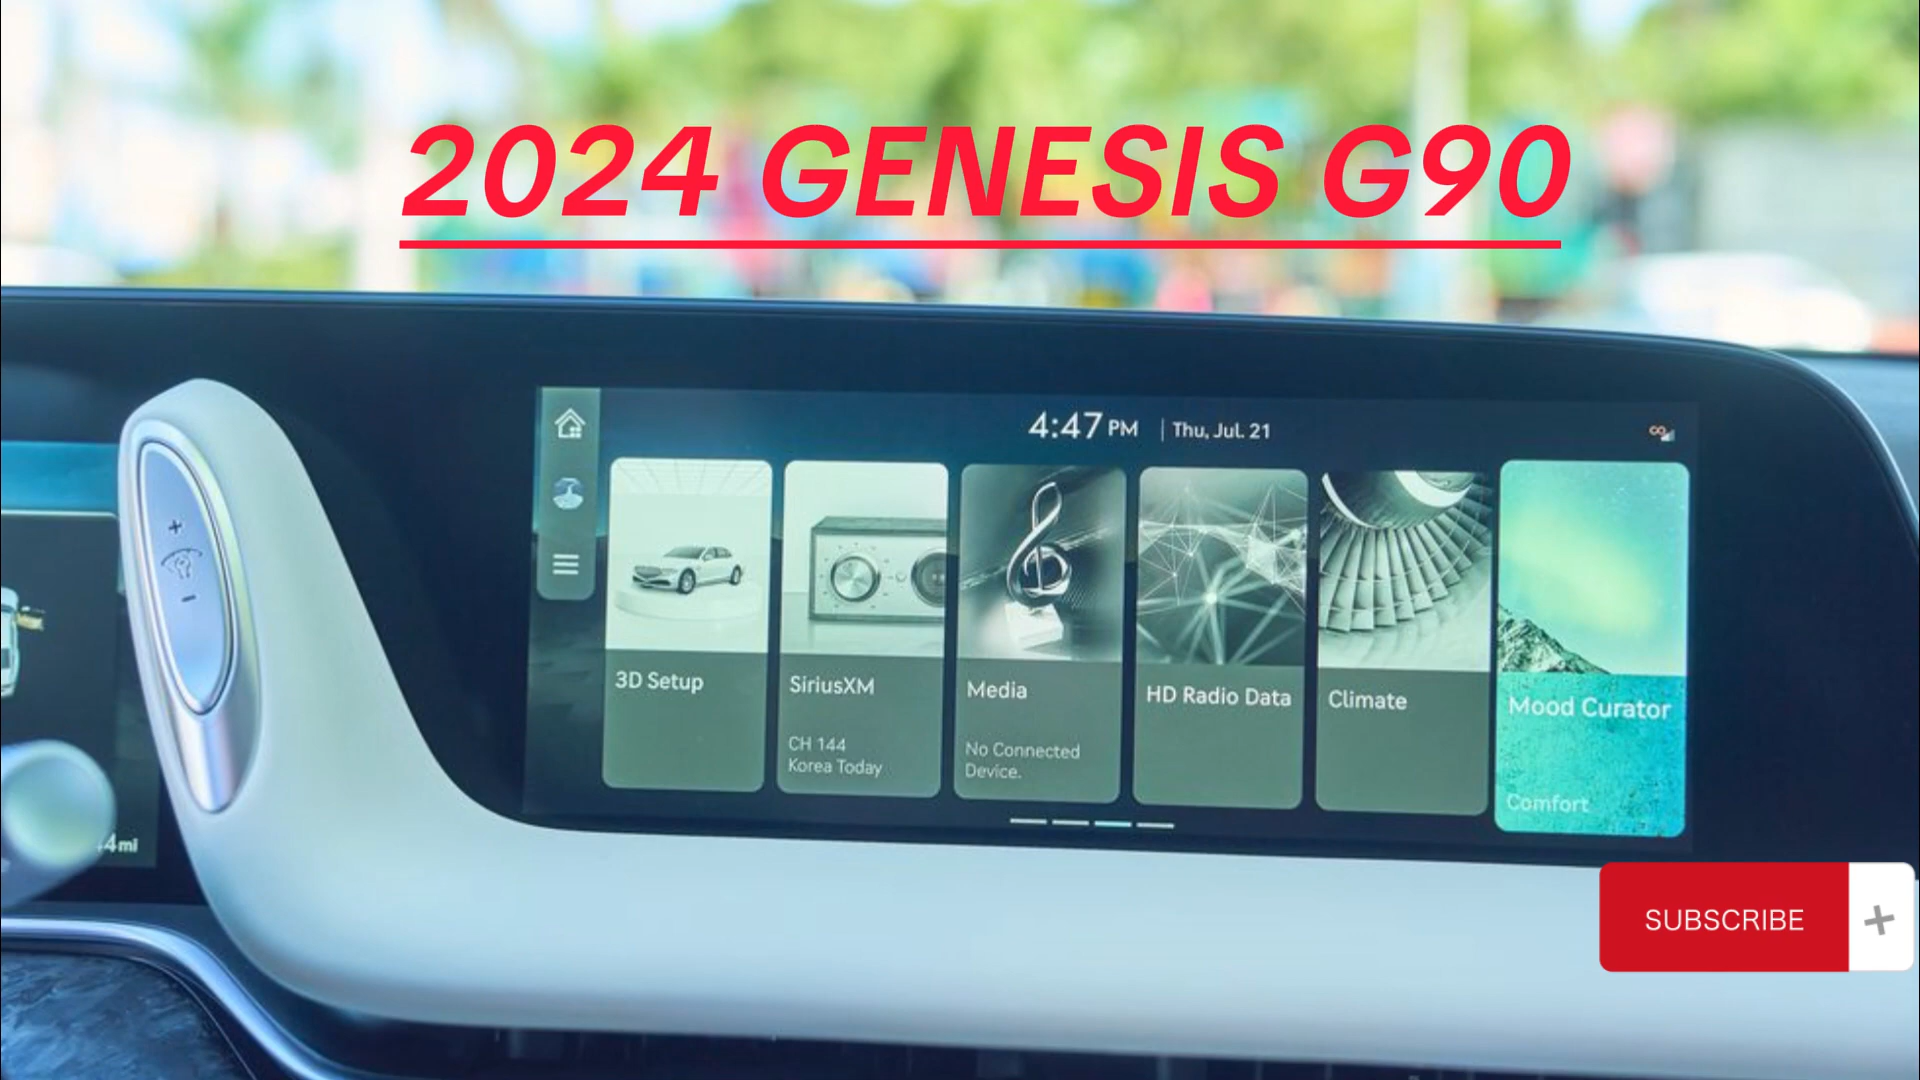 2024 GENESIS G90
4:47 PM | Thu, Jul. 21
3D Setup
SiriusXM
CH 144
Korea Today
Media
No Connected
Device.
HD Radio Data
Climate
Mood Curator
Comfort
+
-
4mi
SUBSCRIBE +